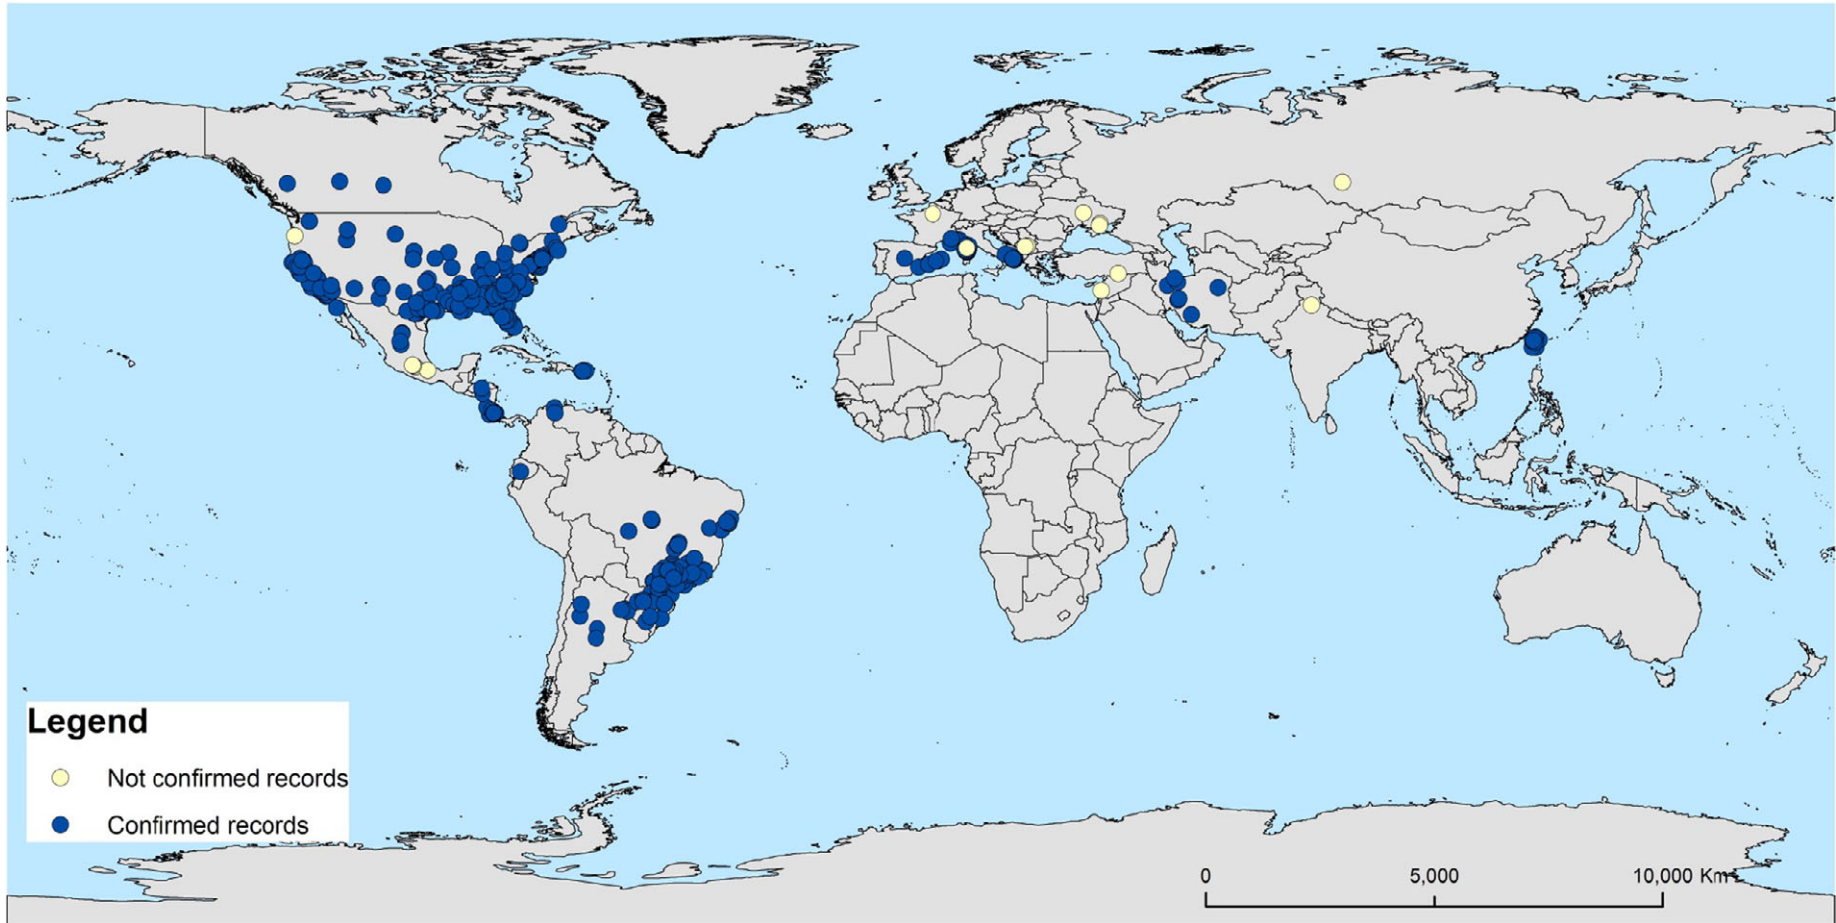 Legend
Not confirmed records
Confirmed records
0 5,000 10,000 Km